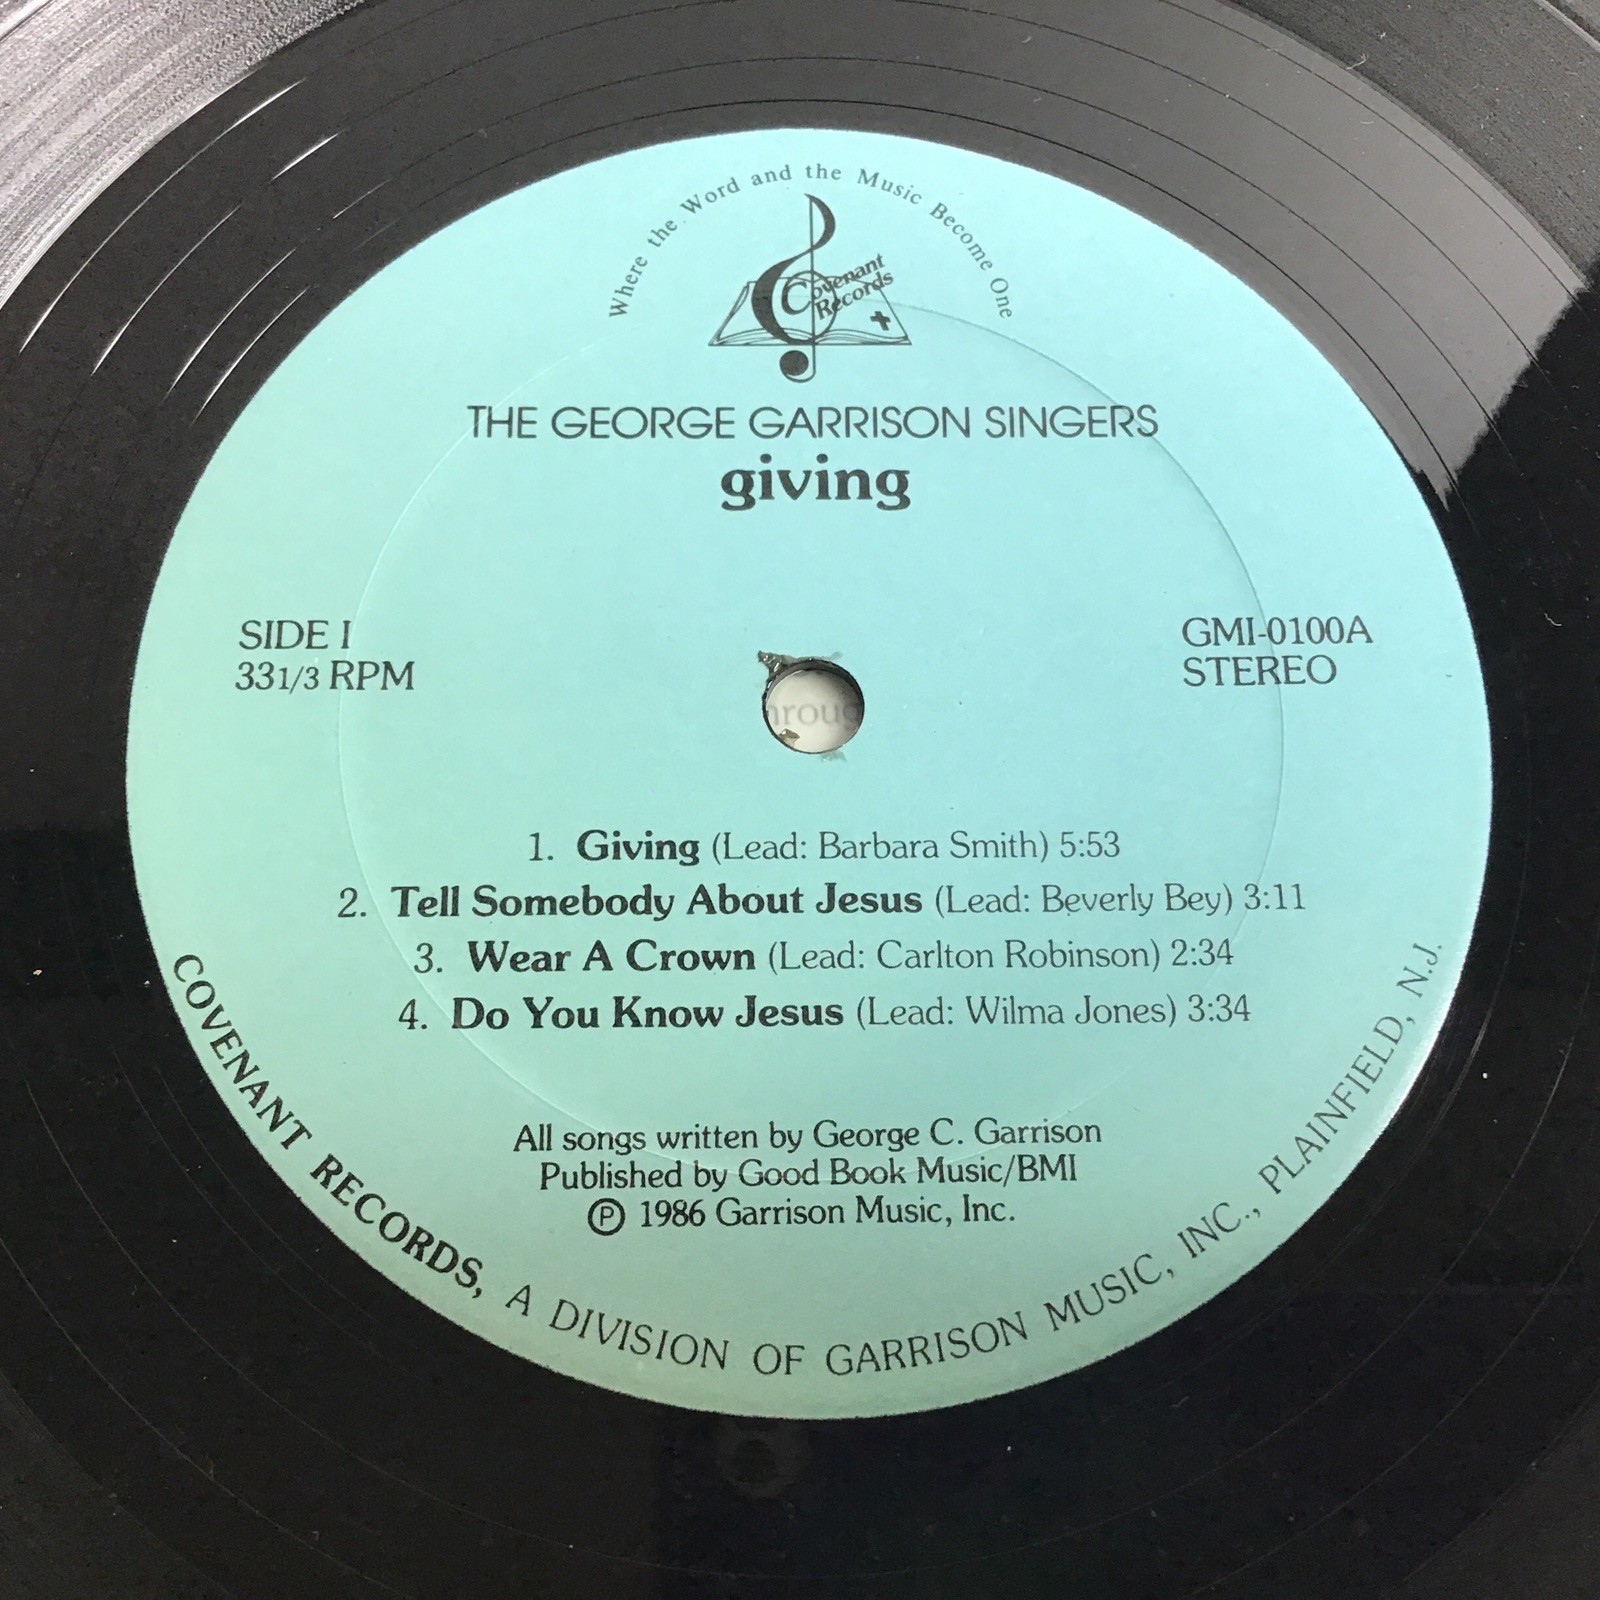 Where the Word and the Music Become One
Covenant
Records
THE GEORGE GARRISON SINGERS
giving
SIDE I
33 1/3 RPM
GMI-0100A
STEREO
1. Giving (Lead: Barbara Smith) 5:53
2. Tell Somebody About Jesus (Lead: Beverly Bey) 3:11
3. Wear A Crown (Lead: Carlton Robinson) 2:34
4. Do You Know Jesus (Lead: Wilma Jones) 3:34
All songs written by George C. Garrison
Published by Good Book Music/BMI
℗ 1986 Garrison Music, Inc.
COVENANT RECORDS, A DIVISION OF GARRISON MUSIC, INC., PLAINFIELD, N.J.